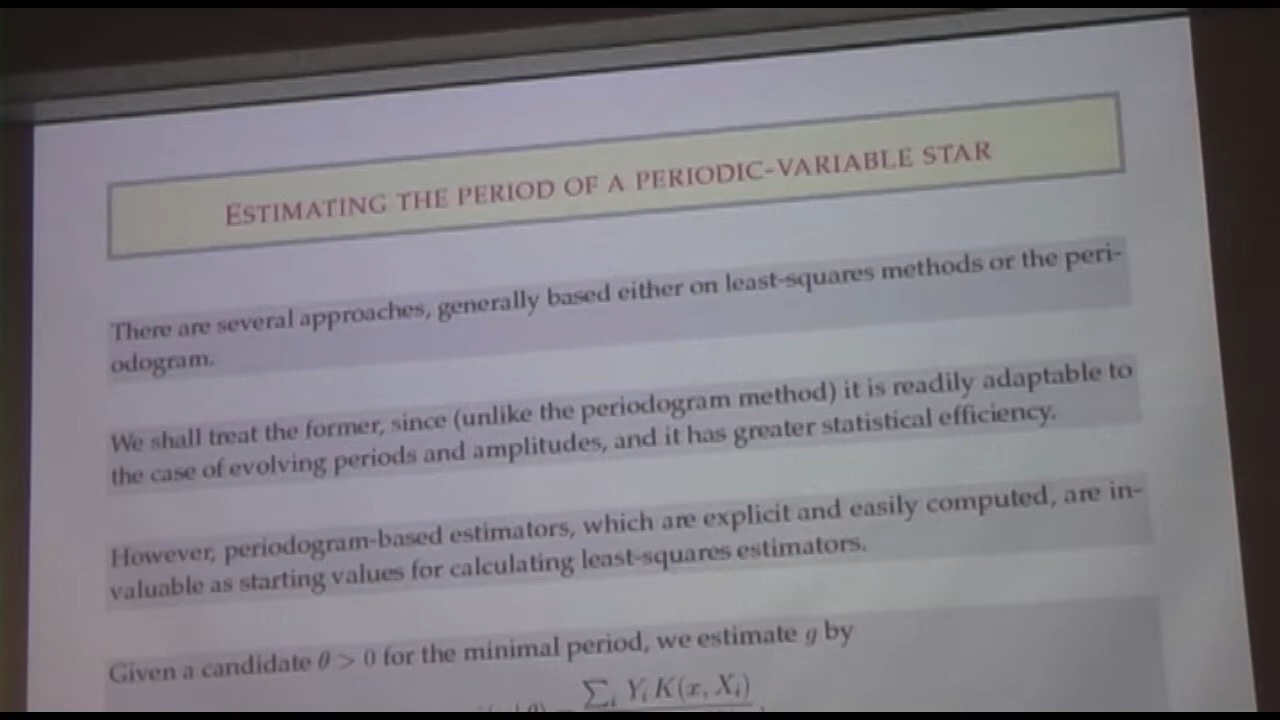 ESTIMATING THE PERIOD OF A PERIODIC-VARIABLE STAR
There are several approaches, generally based either on least-squares methods or the peri-
odogram.
We shall treat the former, since (unlike the periodogram method) it is readily adaptable to
the case of evolving periods and amplitudes, and it has greater statistical efficiency.
However, periodogram-based estimators, which are explicit and easily computed, are in-
valuable as starting values for calculating least-squares estimators.
Given a candidate θ > 0 for the minimal period, we estimate g by
∑ᵢ Yᵢ K(x, Xᵢ)